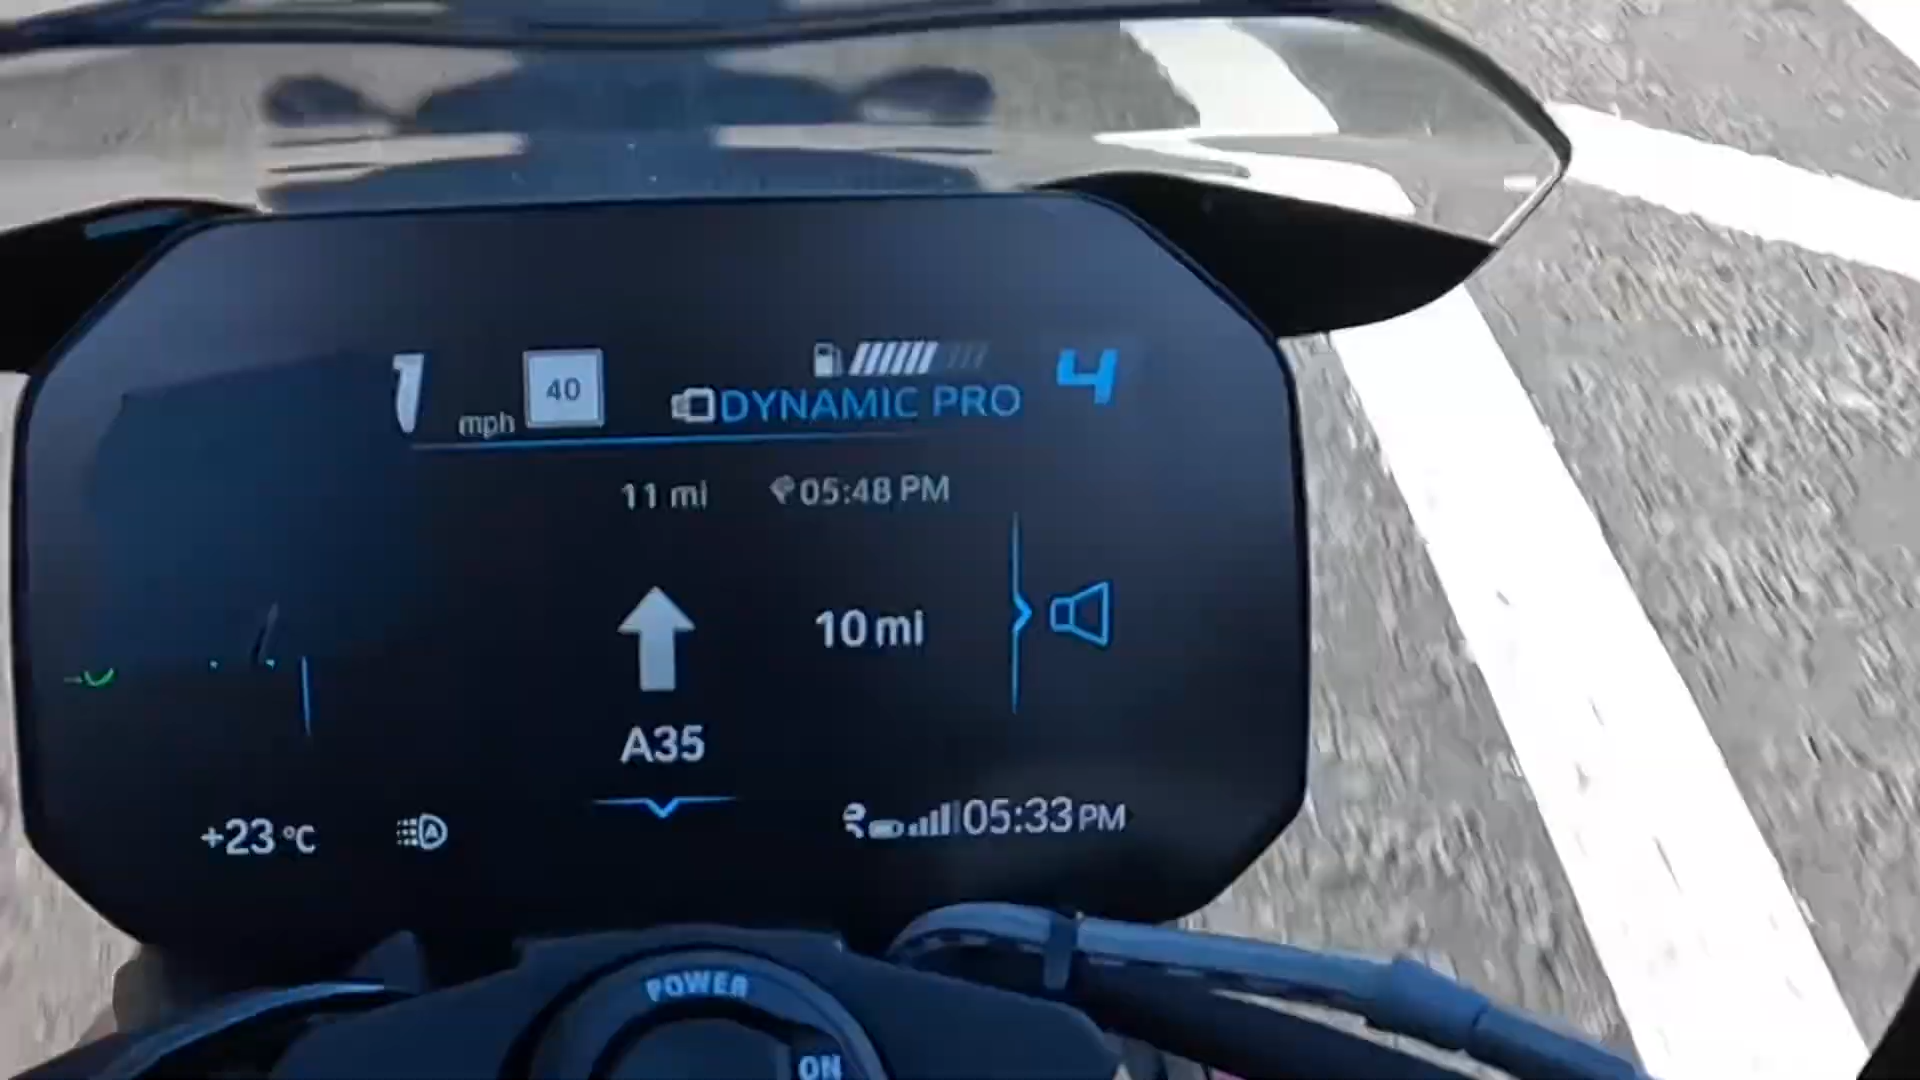 mph 40 DYNAMIC PRO 4
11 mi 05:48 PM
10 mi
A35
+23 °C 05:33 PM
POWER
ON